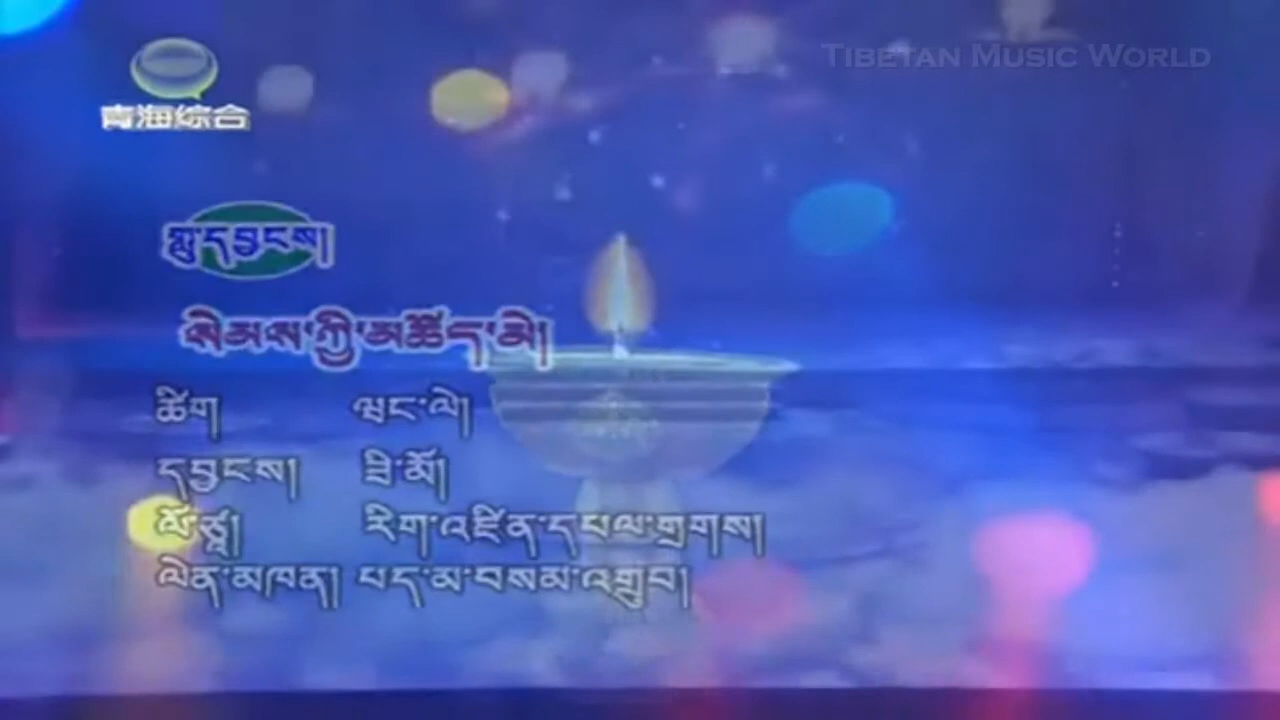 TIBETAN MUSIC WORLD
青海综合
གླུ་དབྱངས།
སེམས་ཀྱི་མཆོད་མེ།
ཚིག ཝང་ལེ།
དབྱངས། ཟི་མོ།
ལོ་ཙཱ། རིག་འཛིན་དཔལ་གྲགས།
ལེན་མཁན། པད་མ་བསམ་འགྲུབ།